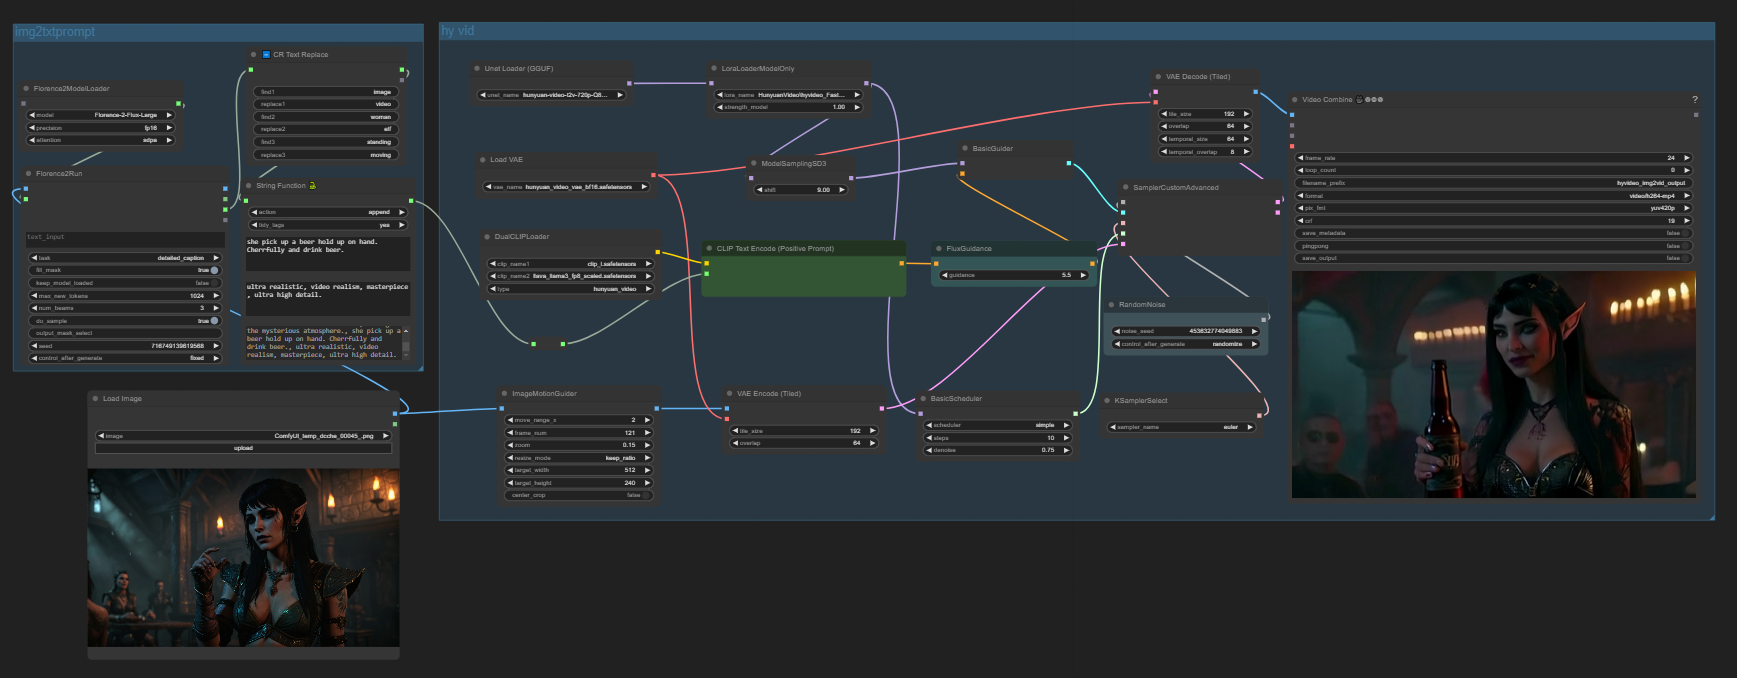 img2txtprompt
Florence2ModelLoader
model Florence-2-Flux-Large
precision fp16
attention sdpa
CR Text Replace
find1 image
replace1 video
find2 woman
replace2 elf
find3 standing
replace3 moving
Florence2Run
text_input
task detailed_caption
fill_mask true
keep_model_loaded false
max_new_tokens 1024
num_beams 3
do_sample true
output_mask_select
seed 716749139619568
control_after_generate fixed
String Function
action append
tidy_tags yes
she pick up a beer hold up on hand.
Cherrfully and drink beer.
ultra realistic, video realism, masterpiece
, ultra high detail.
the mysterious atmosphere., she pick up a
beer hold up on hand. Cherrfully and
drink beer., ultra realistic, video
realism, masterpiece, ultra high detail.
Load Image
image ComfyUI_temp_dcche_00045_.png
upload
hy vid
Unet Loader (GGUF)
unet_name hunyuan-video-t2v-720p-Q8...
LoraLoaderModelOnly
lora_name HunyuanVideo\hyvideo_Fast...
strength_model 1.00
Load VAE
vae_name hunyuan_video_vae_bf16.safetensors
ModelSamplingSD3
shift 9.00
DualCLIPLoader
clip_name1 clip_l.safetensors
clip_name2 llava_llama3_fp8_scaled.safetensors
type hunyuan_video
CLIP Text Encode (Positive Prompt)
BasicGuider
FluxGuidance
guidance 5.5
VAE Decode (Tiled)
tile_size 192
overlap 64
temporal_size 64
temporal_overlap 8
SamplerCustomAdvanced
RandomNoise
noise_seed 453632774049883
control_after_generate randomize
ImageMotionGuider
move_range_x 2
frame_num 121
zoom 0.15
resize_mode keep_ratio
target_width 512
target_height 240
center_crop false
VAE Encode (Tiled)
tile_size 192
overlap 64
BasicScheduler
scheduler simple
steps 10
denoise 0.75
KSamplerSelect
sampler_name euler
Video Combine
?
frame_rate 24
loop_count 0
filename_prefix hyvideo_img2vid_output
format video/h264-mp4
pix_fmt yuv420p
crf 19
save_metadata false
pingpong false
save_output false